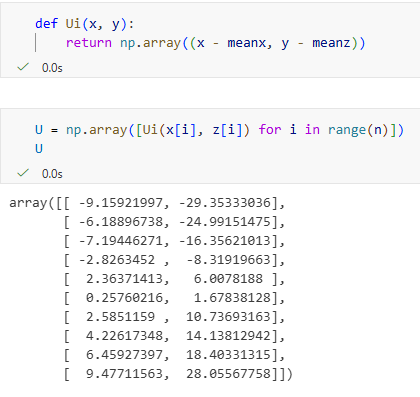 def Ui(x, y):
    return np.array((x - meanx, y - meanz))
✓ 0.0s
U = np.array([Ui(x[i], z[i]) for i in range(n)])
U
✓ 0.0s
array([[ -9.15921997, -29.35333036],
       [ -6.18896738, -24.99151475],
       [ -7.19446271, -16.35621013],
       [ -2.8263452 ,  -8.31919663],
       [  2.36371413,   6.0078188 ],
       [  0.25760216,   1.67838128],
       [  2.5851159 ,  10.73693163],
       [  4.22617348,  14.13812942],
       [  6.45927397,  18.40331315],
       [  9.47711563,  28.05567758]])